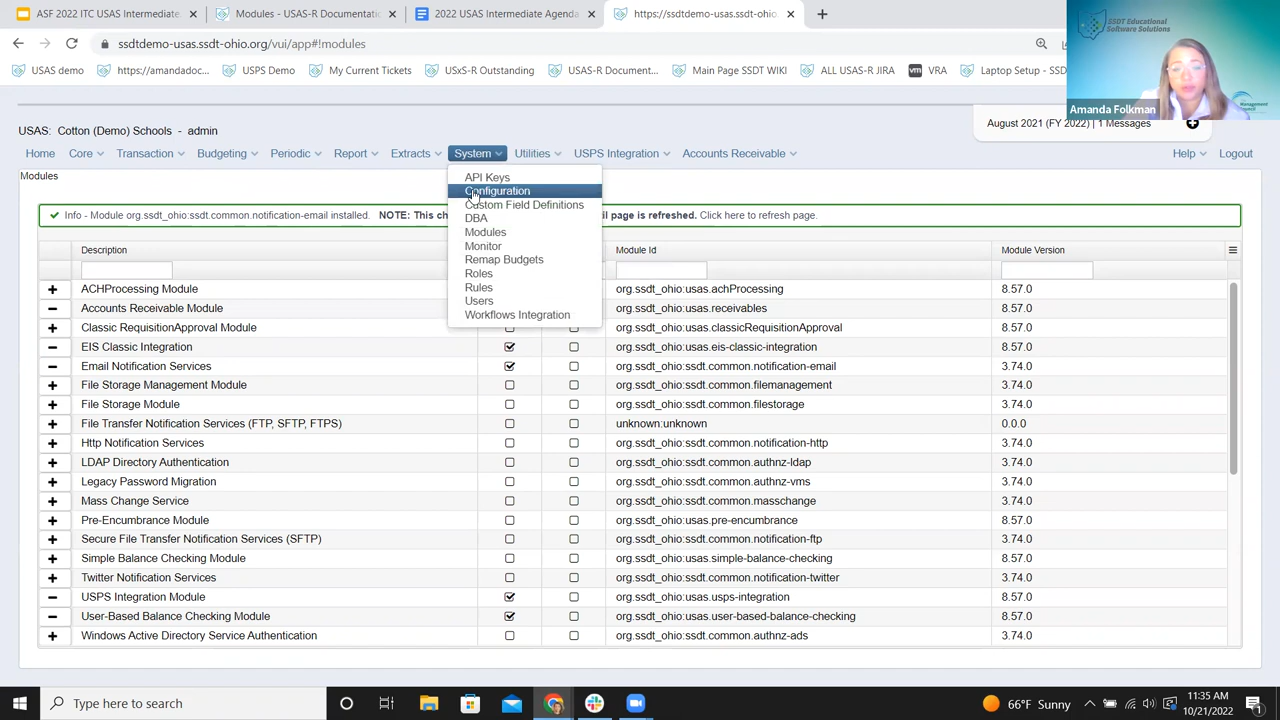 ASF 2022 ITC USAS Intermediate
Modules - USAS-R Documentati
2022 USAS Intermediate Agenda
https://ssdtdemo-usas.ssdt-ohio.
ssdtdemo-usas.ssdt-ohio.org/vui/app#!modules
USAS demo
https://amandadoc...
USPS Demo
My Current Tickets
USxS-R Outstanding
USAS-R Document...
Main Page SSDT WIKI
ALL USAS-R JIRA
vm VRA
Laptop Setup - SSD
SSDT Educational
Software Solutions
Amanda Folkman
USAS: Cotton (Demo) Schools - admin
August 2021 (FY 2022) | 1 Messages
Home Core Transaction Budgeting Periodic Report Extracts System Utilities USPS Integration Accounts Receivable Help Logout
Modules
API Keys
Configuration
Custom Field Definitions
DBA
Modules
Monitor
Remap Budgets
Roles
Rules
Users
Workflows Integration
Info - Module org.ssdt_ohio:ssdt.common.notification-email installed. NOTE: This ch
il page is refreshed. Click here to refresh page.
Description Module Id Module Version
ACHProcessing Module org.ssdt_ohio:usas.achProcessing 8.57.0
Accounts Receivable Module org.ssdt_ohio:usas.receivables 8.57.0
Classic RequisitionApproval Module org.ssdt_ohio:usas.classicRequisitionApproval 8.57.0
EIS Classic Integration org.ssdt_ohio:usas.eis-classic-integration 8.57.0
Email Notification Services org.ssdt_ohio:ssdt.common.notification-email 3.74.0
File Storage Management Module org.ssdt_ohio:ssdt.common.filemanagement 3.74.0
File Storage Module org.ssdt_ohio:ssdt.common.filestorage 3.74.0
File Transfer Notification Services (FTP, SFTP, FTPS) unknown:unknown 0.0.0
Http Notification Services org.ssdt_ohio:ssdt.common.notification-http 3.74.0
LDAP Directory Authentication org.ssdt_ohio:ssdt.common.authnz-ldap 3.74.0
Legacy Password Migration org.ssdt_ohio:ssdt.common.authnz-vms 3.74.0
Mass Change Service org.ssdt_ohio:ssdt.common.masschange 3.74.0
Pre-Encumbrance Module org.ssdt_ohio:usas.pre-encumbrance 8.57.0
Secure File Transfer Notification Services (SFTP) org.ssdt_ohio:ssdt.common.notification-ftp 3.74.0
Simple Balance Checking Module org.ssdt_ohio:usas.simple-balance-checking 8.57.0
Twitter Notification Services org.ssdt_ohio:ssdt.common.notification-twitter 3.74.0
USPS Integration Module org.ssdt_ohio:usas.usps-integration 8.57.0
User-Based Balance Checking Module org.ssdt_ohio:usas.user-based-balance-checking 8.57.0
Windows Active Directory Service Authentication org.ssdt_ohio:ssdt.common.authnz-ads 3.74.0
Type here to search
66°F Sunny
11:35 AM
10/21/2022
1